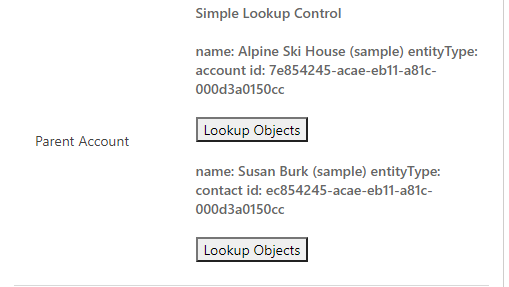 Simple Lookup Control
name: Alpine Ski House (sample) entityType:
account id: 7e854245-acae-eb11-a81c-
000d3a0150cc
Lookup Objects
Parent Account
name: Susan Burk (sample) entityType:
contact id: ec854245-acae-eb11-a81c-
000d3a0150cc
Lookup Objects